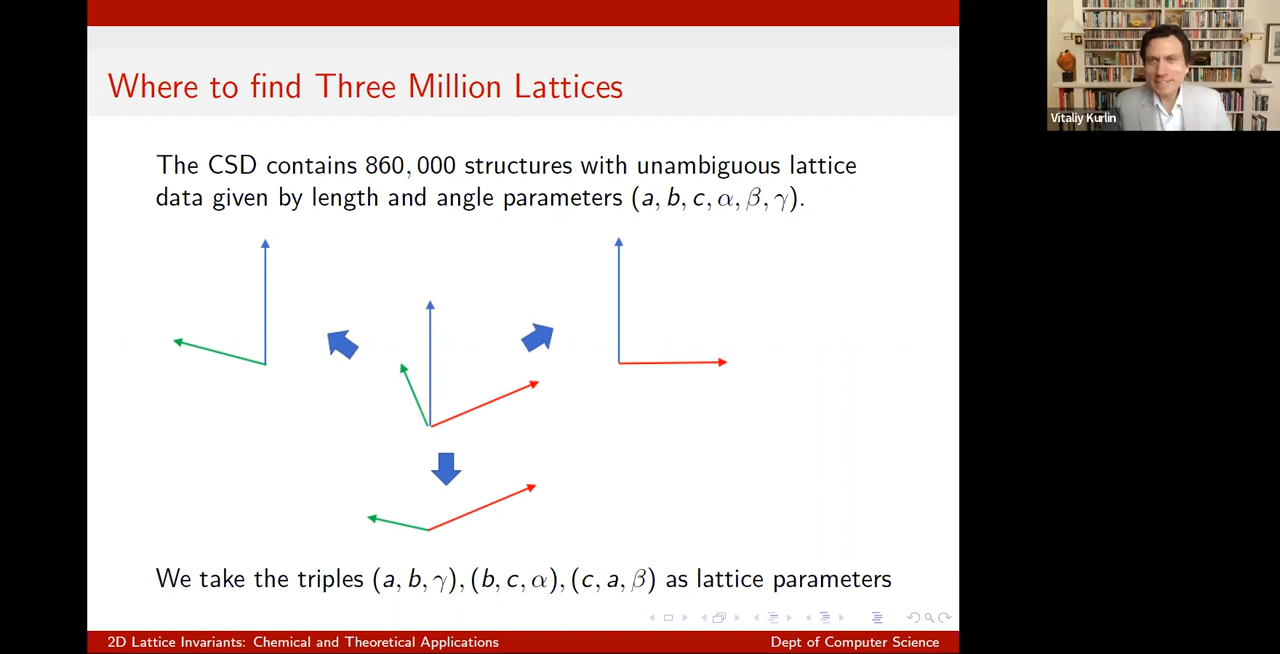 Where to find Three Million Lattices
The CSD contains 860,000 structures with unambiguous lattice
data given by length and angle parameters (a, b, c, α, β, γ).
We take the triples (a, b, γ), (b, c, α), (c, a, β) as lattice parameters
2D Lattice Invariants: Chemical and Theoretical Applications
Dept of Computer Science
Vitaliy Kurlin